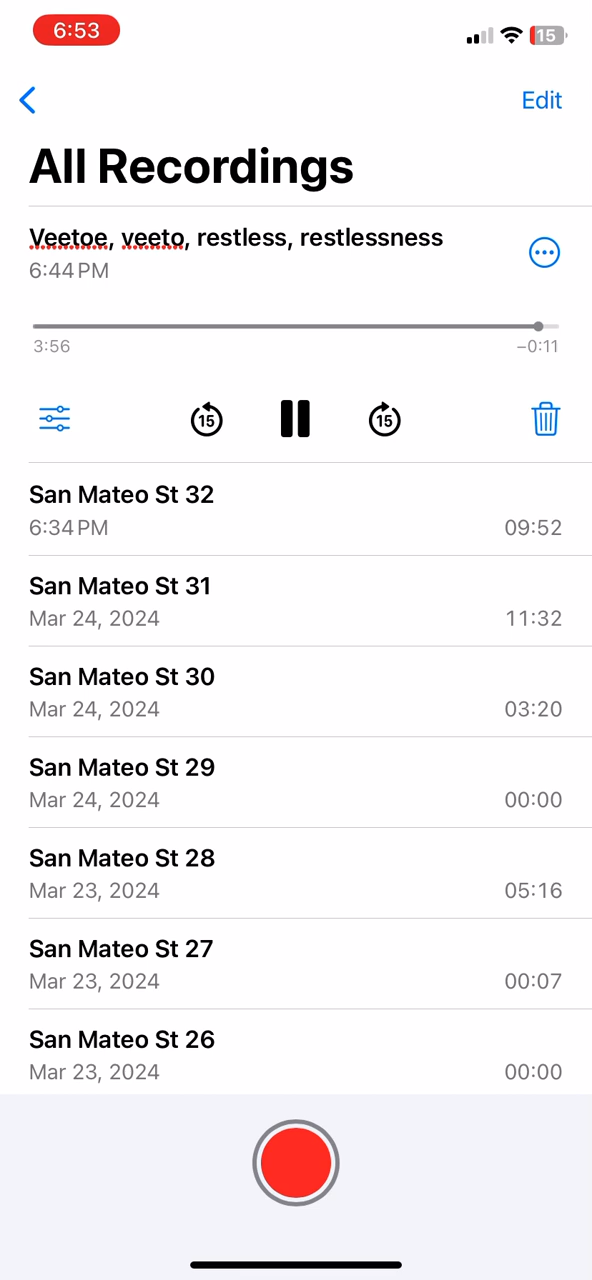 6:53
15
Edit
All Recordings
Veetoe, veeto, restless, restlessness
6:44 PM
3:56
−0:11
15
15
San Mateo St 32
6:34 PM
09:52
San Mateo St 31
Mar 24, 2024
11:32
San Mateo St 30
Mar 24, 2024
03:20
San Mateo St 29
Mar 24, 2024
00:00
San Mateo St 28
Mar 23, 2024
05:16
San Mateo St 27
Mar 23, 2024
00:07
San Mateo St 26
Mar 23, 2024
00:00